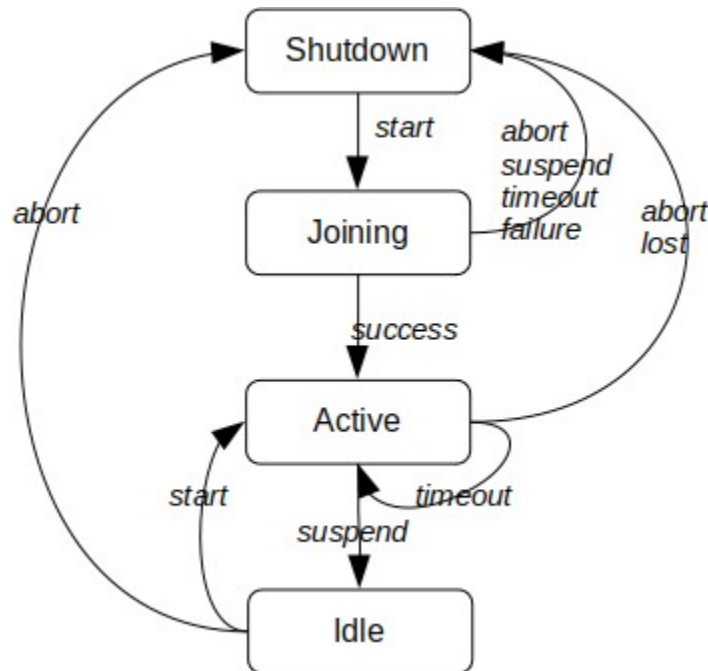 Shutdown
start
abort
suspend
timeout
failure
abort
Joining
abort
lost
success
Active
start
timeout
suspend
Idle